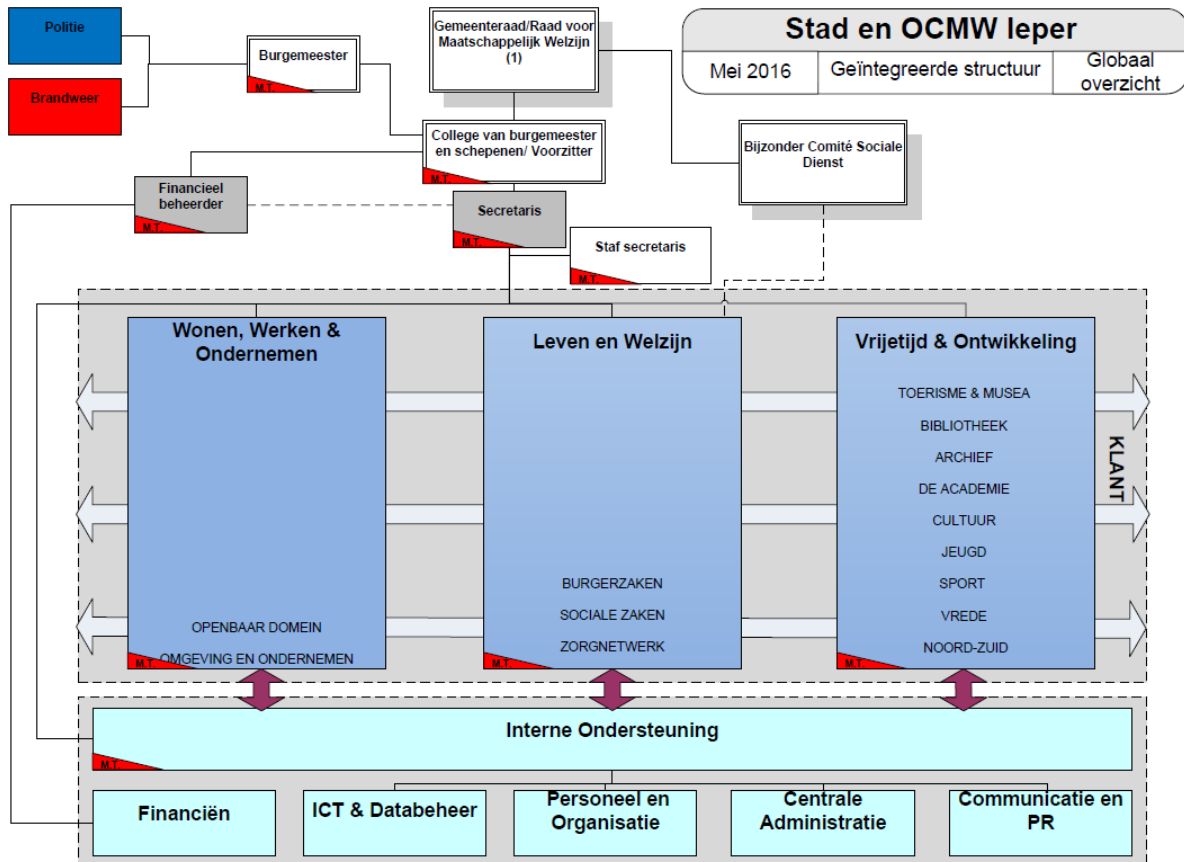 Politie
Brandweer
Burgemeester
M.T.
Gemeenteraad/Raad voor
Maatschappelijk Welzijn
(1)
Stad en OCMW Ieper
Mei 2016
Geïntegreerde structuur
Globaal
overzicht
College van burgemeester
en schepenen/ Voorzitter
M.T.
Bijzonder Comité Sociale
Dienst
Financieel
beheerder
M.T.
Secretaris
M.T.
Staf secretaris
M.T.
Wonen, Werken &
Ondernemen
OPENBAAR DOMEIN
OMGEVING EN ONDERNEMEN
M.T.
Leven en Welzijn
BURGERZAKEN
SOCIALE ZAKEN
ZORGNETWERK
M.T.
Vrijetijd & Ontwikkeling
TOERISME & MUSEA
BIBLIOTHEEK
ARCHIEF
DE ACADEMIE
CULTUUR
JEUGD
SPORT
VREDE
NOORD-ZUID
M.T.
KLANT
Interne Ondersteuning
M.T.
Financiën
ICT & Databeheer
Personeel en
Organisatie
Centrale
Administratie
Communicatie en
PR